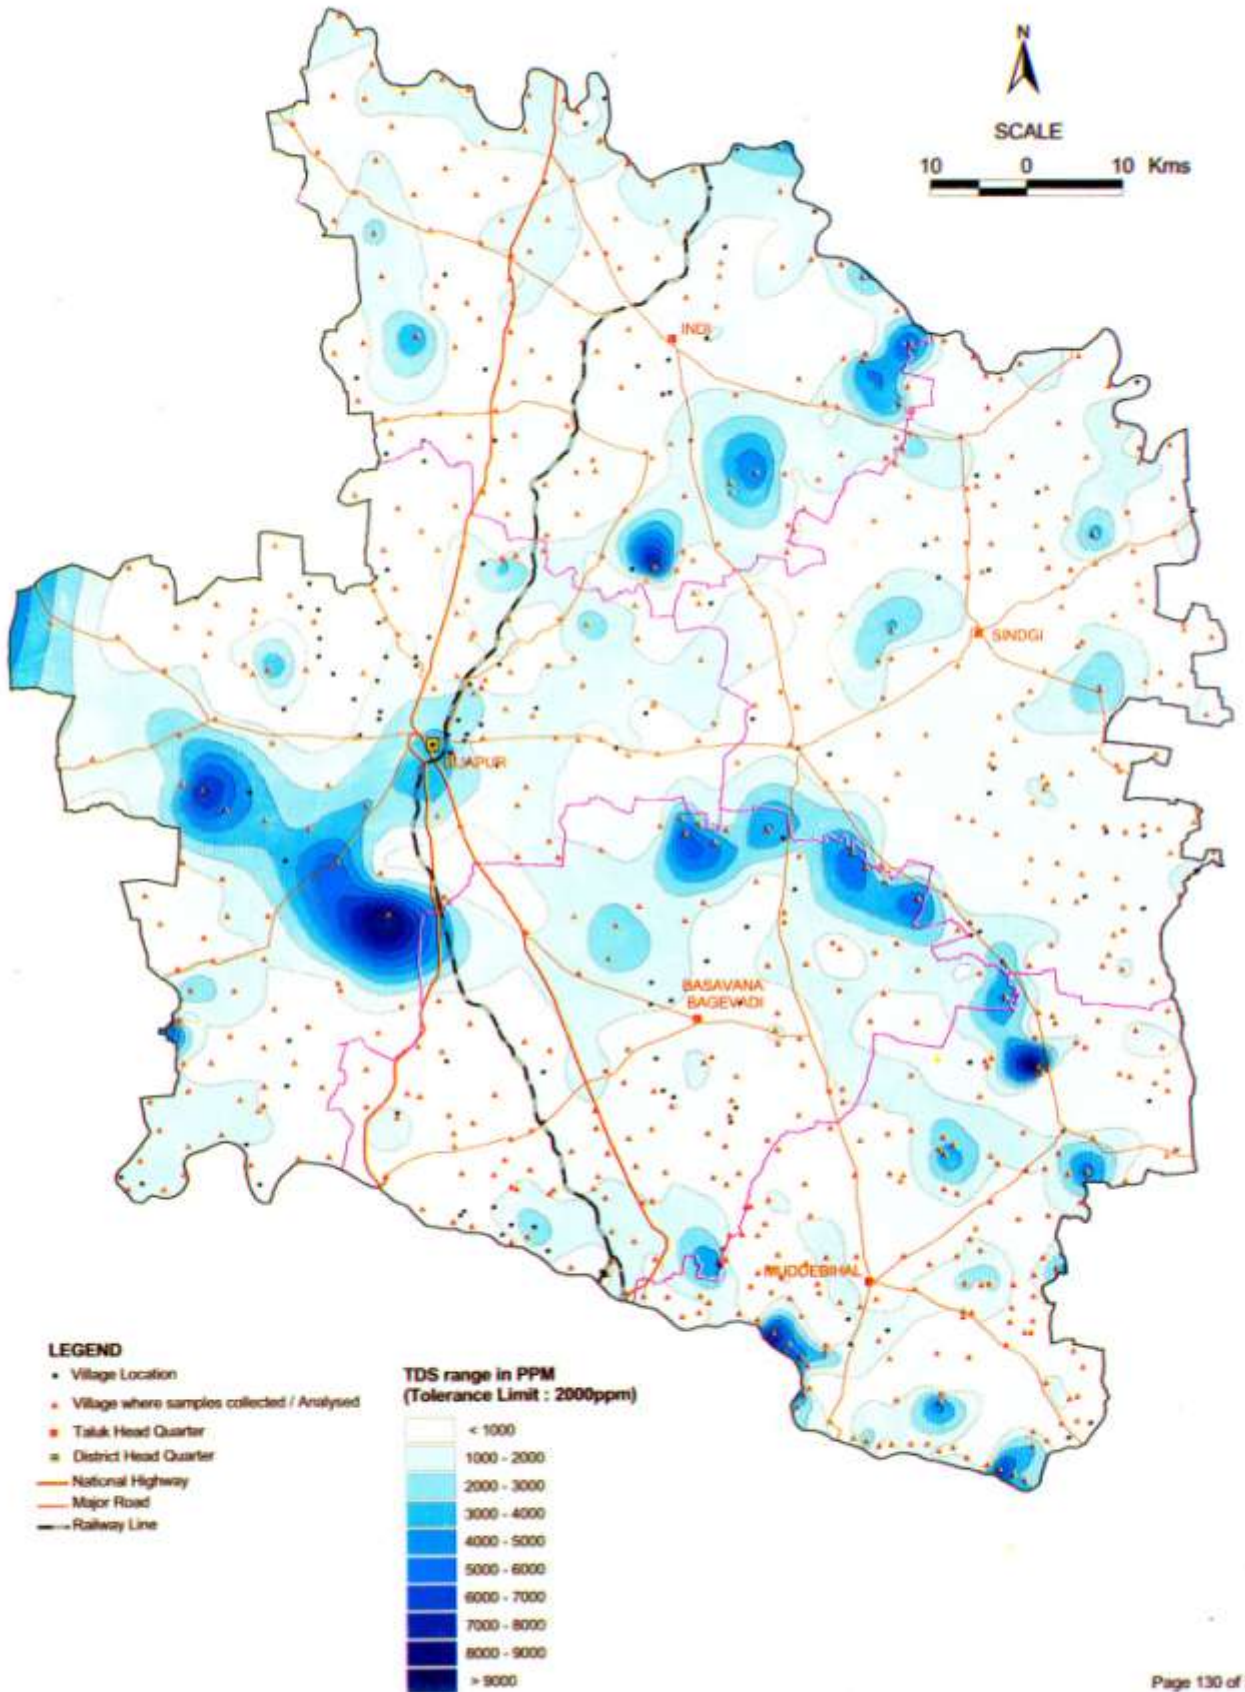 N
SCALE
10 0 10 Kms
INDI
SINDGI
BIJAPUR
BASAVANA
BAGEVADI
MUDDEBIHAL
LEGEND
Village Location
Village where samples collected / Analysed
Taluk Head Quarter
District Head Quarter
National Highway
Major Road
Railway Line
TDS range in PPM
(Tolerance Limit : 2000ppm)
< 1000
1000 - 2000
2000 - 3000
3000 - 4000
4000 - 5000
5000 - 6000
6000 - 7000
7000 - 8000
8000 - 9000
> 9000
Page 130 of